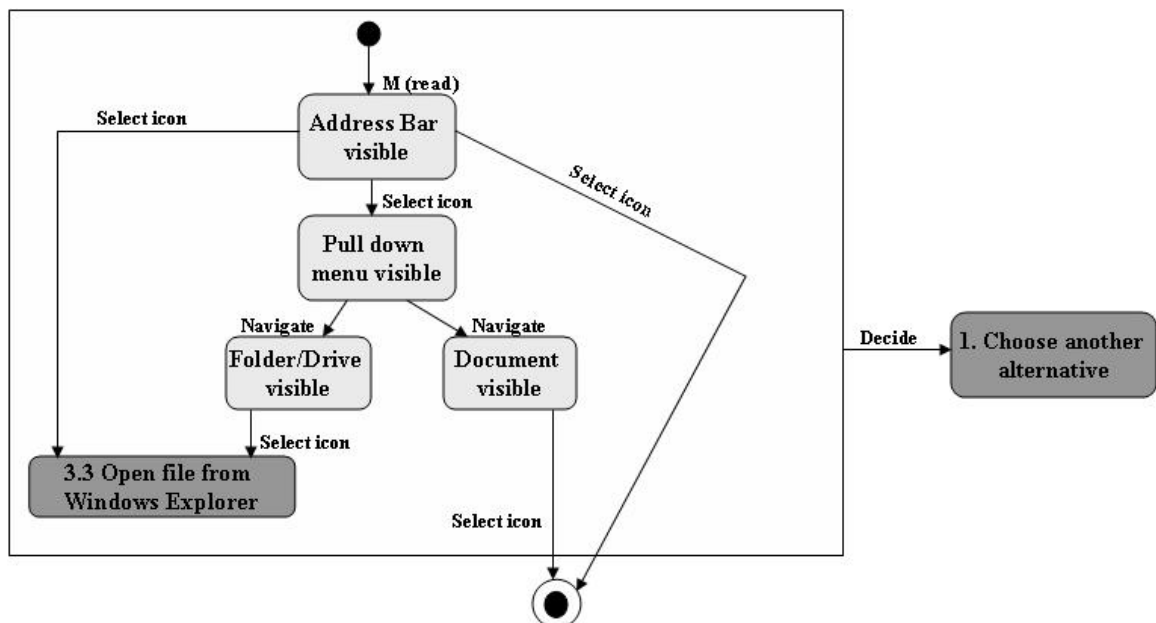 M (read)
Select icon
Address Bar
visible
Select icon
Select icon
Pull down
menu visible
Navigate
Navigate
Folder/Drive
visible
Document
visible
Decide
1. Choose another
alternative
Select icon
3.3 Open file from
Windows Explorer
Select icon